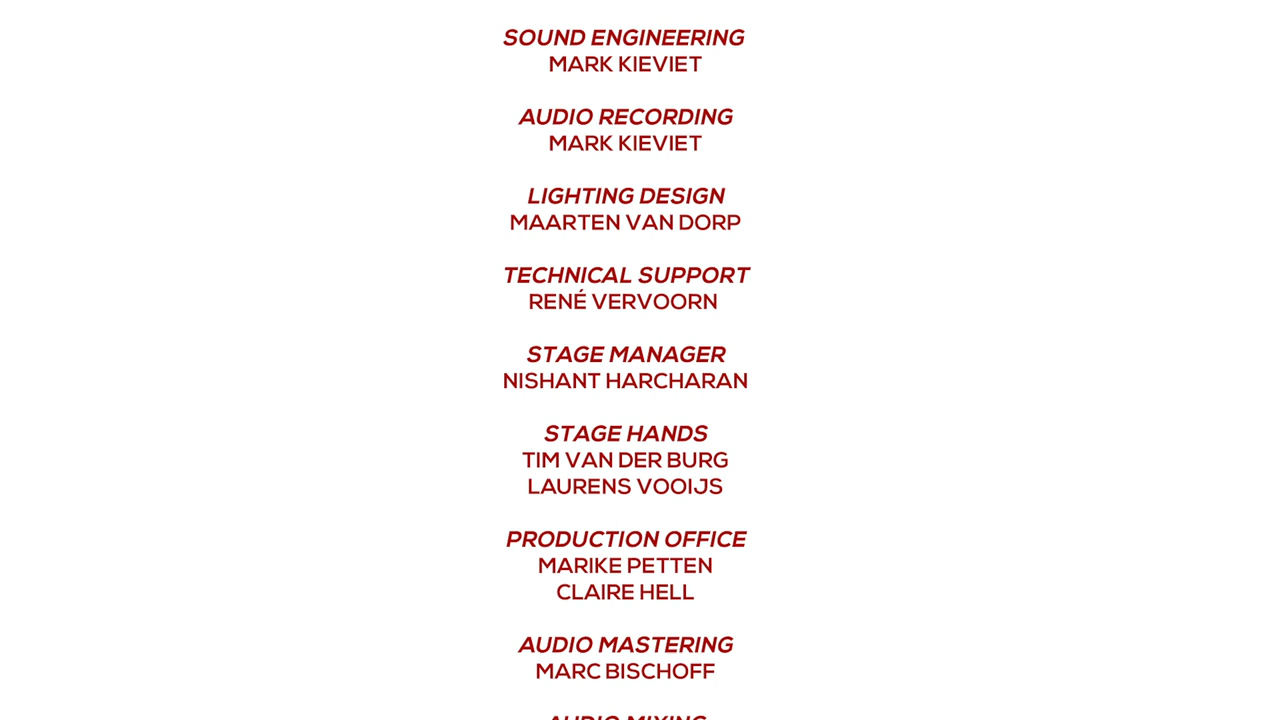 SOUND ENGINEERING
MARK KIEVIET
AUDIO RECORDING
MARK KIEVIET
LIGHTING DESIGN
MAARTEN VAN DORP
TECHNICAL SUPPORT
RENÉ VERVOORN
STAGE MANAGER
NISHANT HARCHARAN
STAGE HANDS
TIM VAN DER BURG
LAURENS VOOIJS
PRODUCTION OFFICE
MARIKE PETTEN
CLAIRE HELL
AUDIO MASTERING
MARC BISCHOFF
AUDIO MIXING